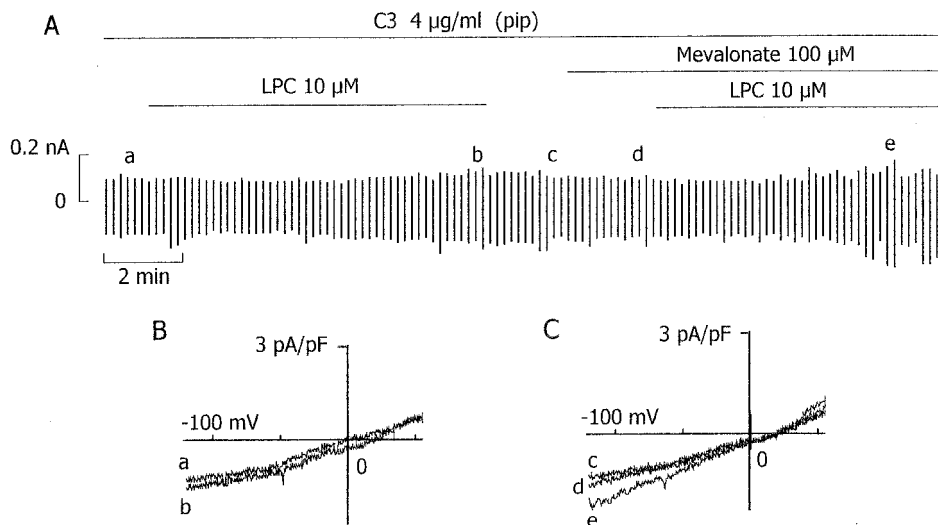 A
C3 4 µg/ml (pip)
Mevalonate 100 µM
LPC 10 µM
LPC 10 µM
0.2 nA
0
a
b
c
d
e
2 min
B
3 pA/pF
-100 mV
0
a
b
C
3 pA/pF
-100 mV
0
c
d
e